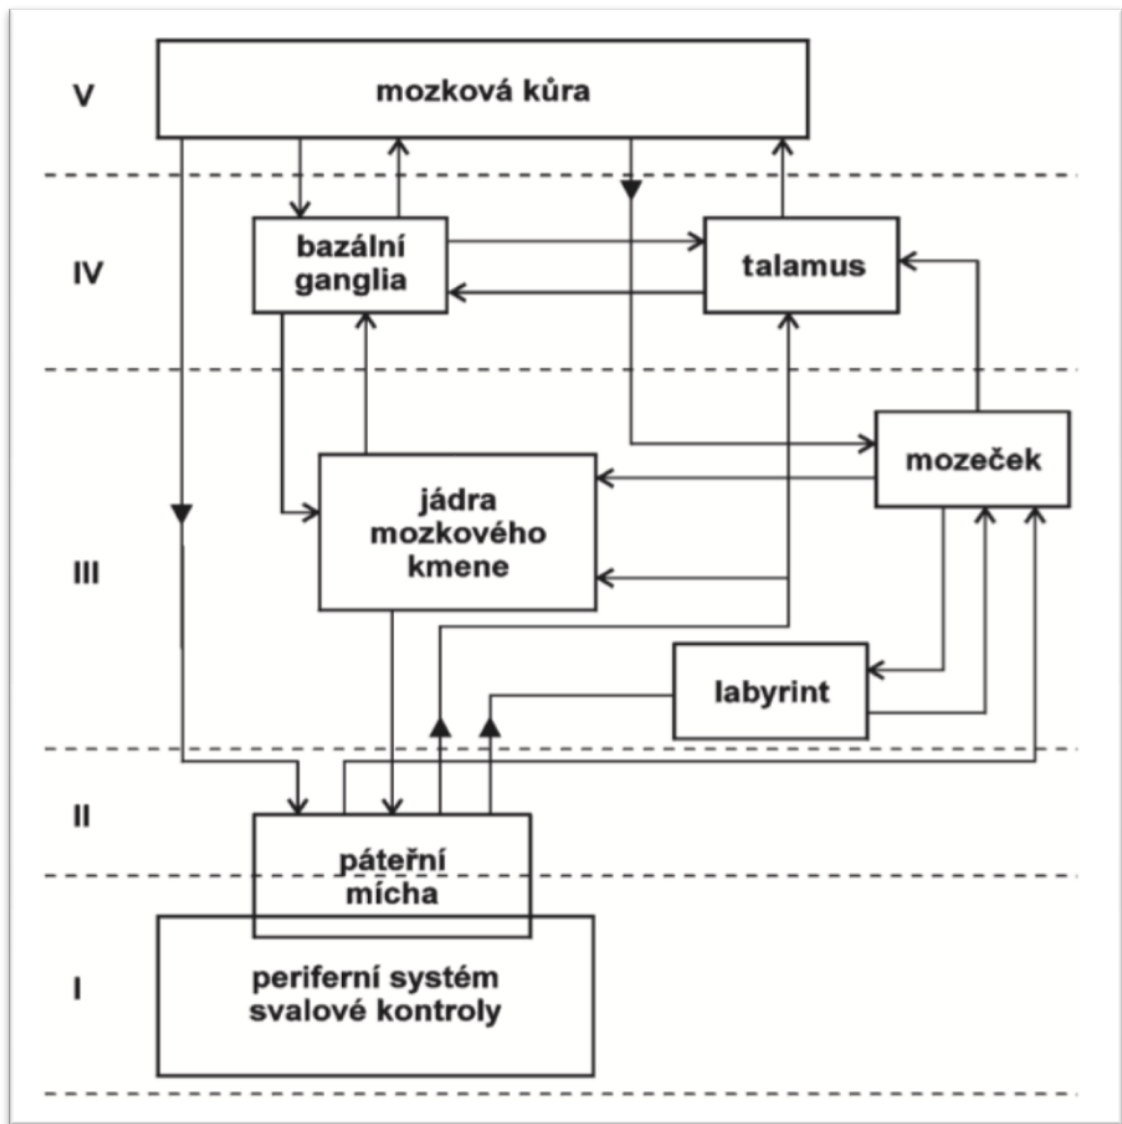 V
mozková kůra
IV
bazální
ganglia
talamus
III
mozeček
jádra
mozkového
kmene
labyrint
II
páteřní
mícha
I
periferní systém
svalové kontroly